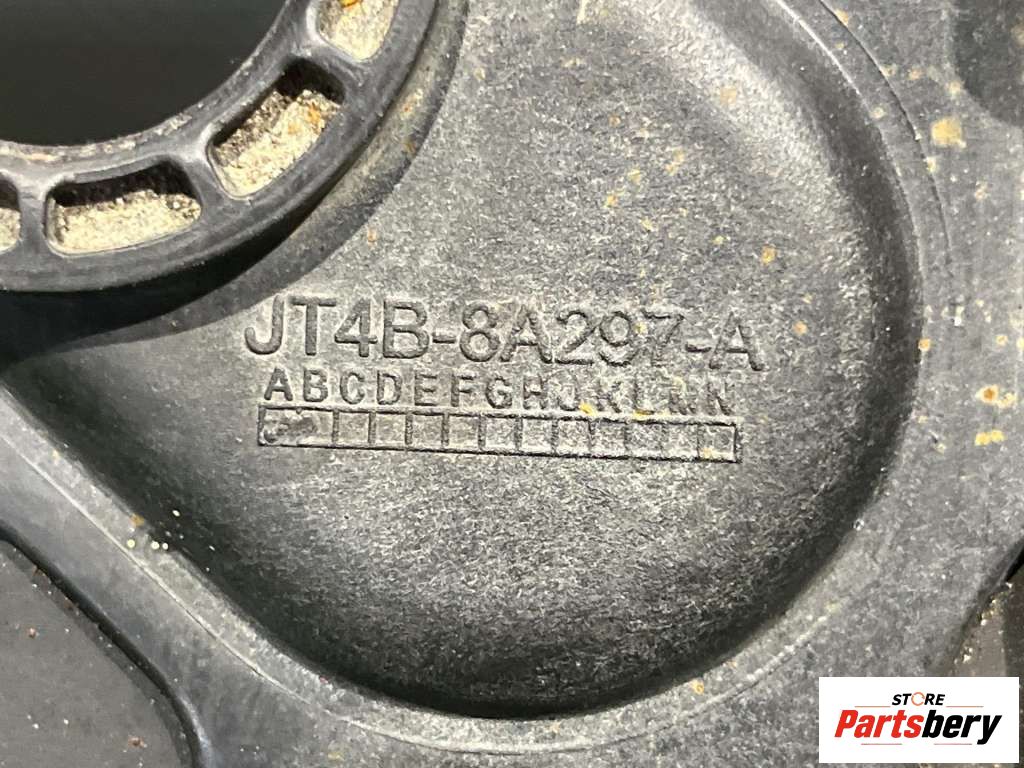 JT4B-8A297-A
ABCDEFGHJKLMN
STORE
Partsbery